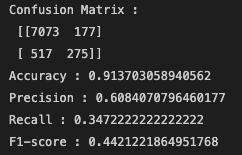 Confusion Matrix :
[[7073 177]
[ 517 275]]
Accuracy : 0.913703058940562
Precision : 0.6084070796460177
Recall : 0.3472222222222222
F1-score : 0.4421221864951768